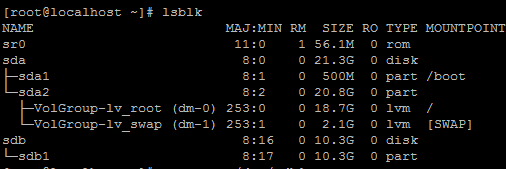 [root@localhost ~]# lsblk
NAME                        MAJ:MIN RM  SIZE RO TYPE MOUNTPOINT
sr0                          11:0    1 56.1M  0 rom
sda                           8:0    0 21.3G  0 disk
├─sda1                        8:1    0  500M  0 part /boot
└─sda2                        8:2    0 20.8G  0 part
  ├─VolGroup-lv_root (dm-0) 253:0    0 18.7G  0 lvm  /
  └─VolGroup-lv_swap (dm-1) 253:1    0  2.1G  0 lvm  [SWAP]
sdb                           8:16   0 10.3G  0 disk
└─sdb1                        8:17   0 10.3G  0 part